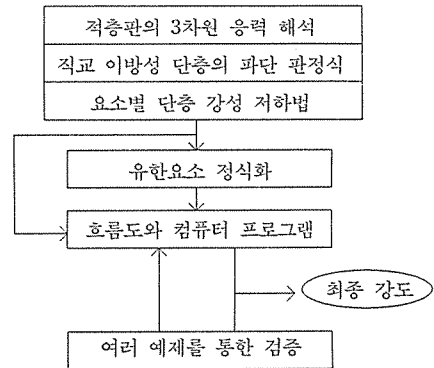 적층판의 3차원 응력 해석
직교 이방성 단층의 파단 판정식
요소별 단층 강성 저하법
유한요소 정식화
흐름도와 컴퓨터 프로그램
최종 강도
여러 예제를 통한 검증